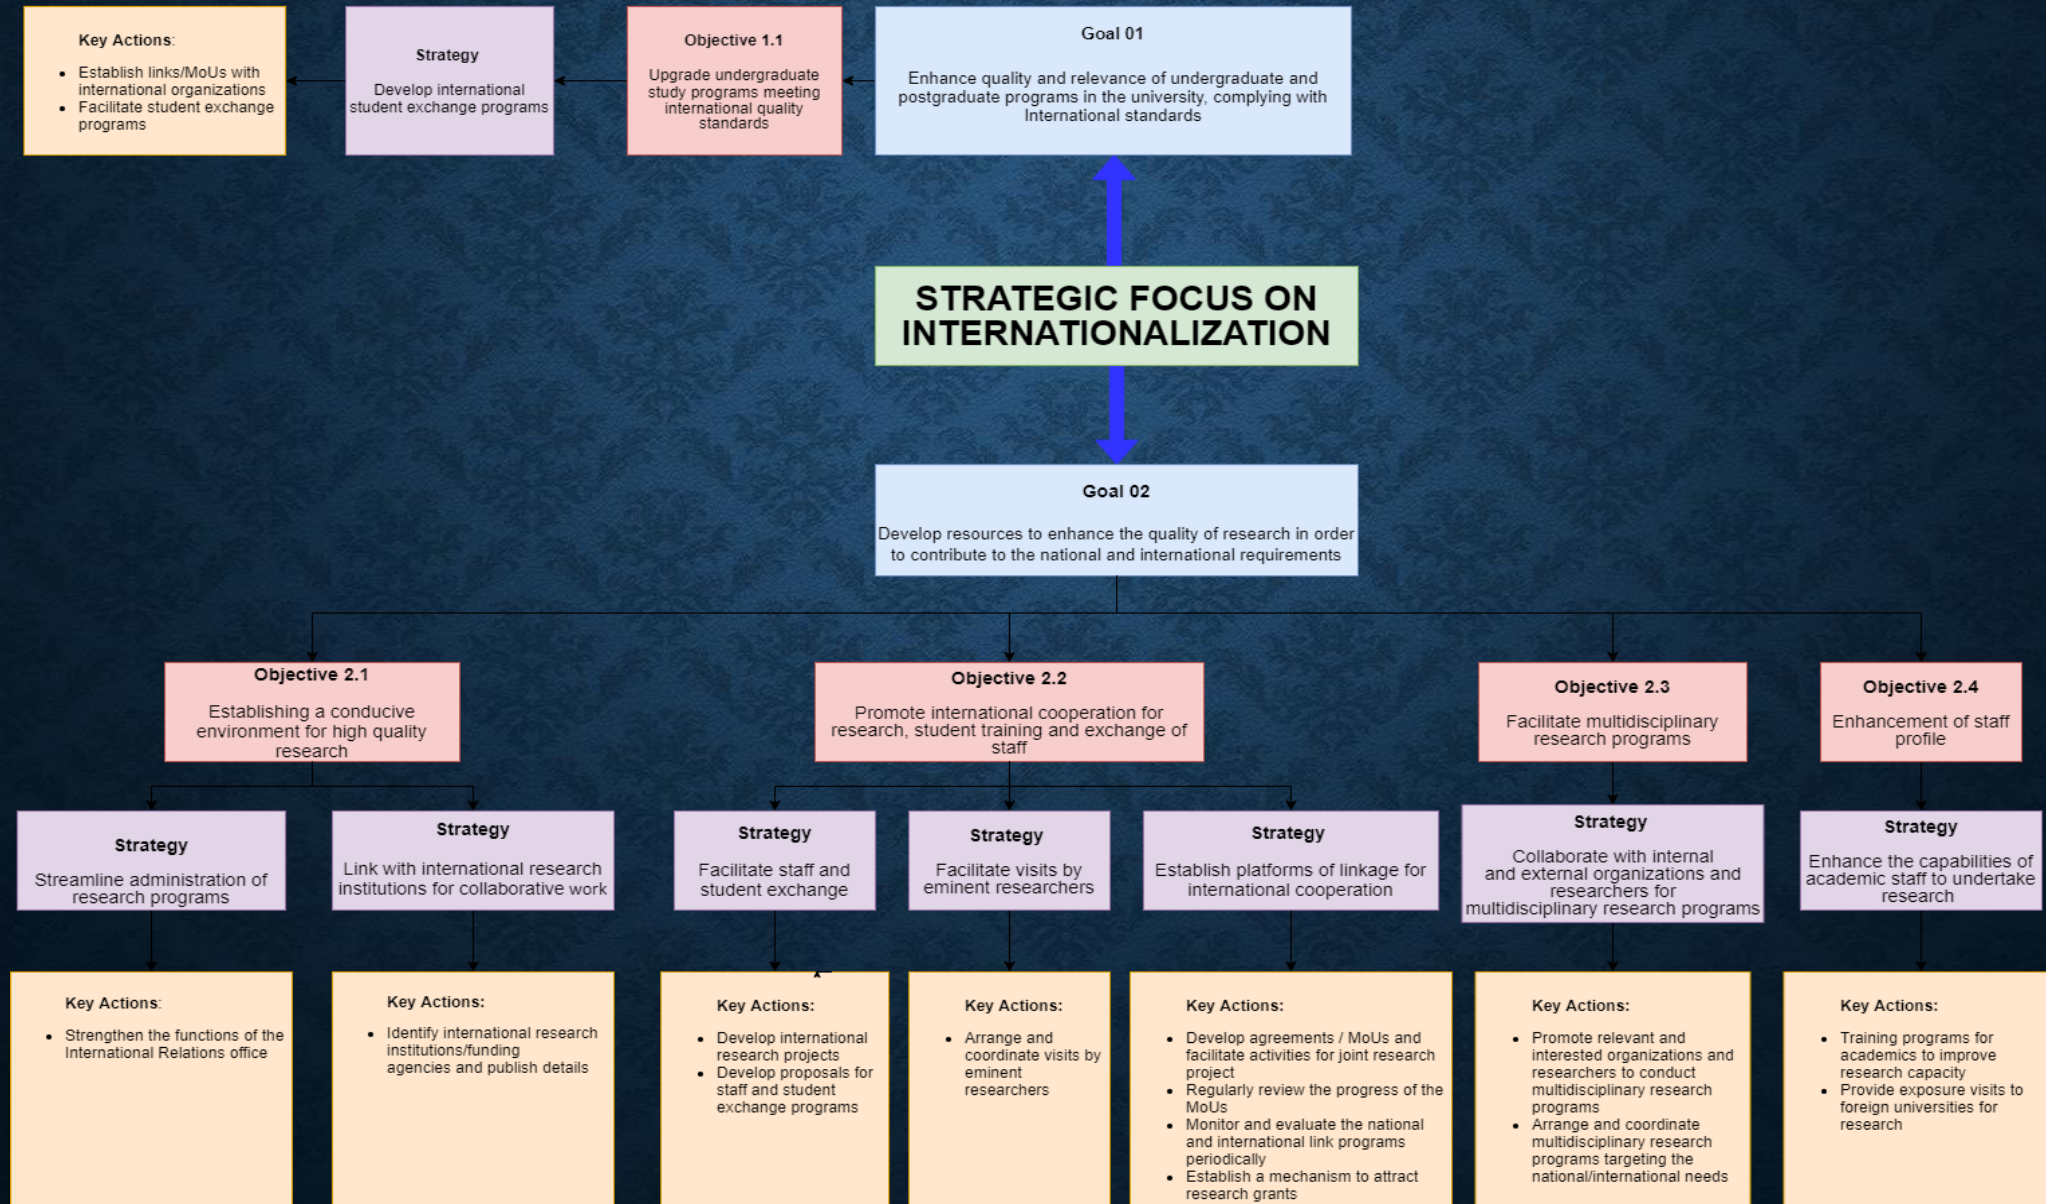 Key Actions:
• Establish links/MoUs with
international organizations
• Facilitate student exchange
programs
Strategy
Develop international
student exchange programs
Objective 1.1
Upgrade undergraduate
study programs meeting
international quality
standards
Goal 01
Enhance quality and relevance of undergraduate and
postgraduate programs in the university, complying with
International standards
STRATEGIC FOCUS ON
INTERNATIONALIZATION
Goal 02
Develop resources to enhance the quality of research in order
to contribute to the national and international requirements
Objective 2.1
Establishing a conducive
environment for high quality
research
Objective 2.2
Promote international cooperation for
research, student training and exchange of
staff
Objective 2.3
Facilitate multidisciplinary
research programs
Objective 2.4
Enhancement of staff
profile
Strategy
Streamline administration of
research programs
Strategy
Link with international research
institutions for collaborative work
Strategy
Facilitate staff and
student exchange
Strategy
Facilitate visits by
eminent researchers
Strategy
Establish platforms of linkage for
international cooperation
Strategy
Collaborate with internal
and external organizations and
researchers for
multidisciplinary research programs
Strategy
Enhance the capabilities of
academic staff to undertake
research
Key Actions:
• Strengthen the functions of the
International Relations office
Key Actions:
• Identify international research
institutions/funding
agencies and publish details
Key Actions:
• Develop international
research projects
• Develop proposals for
staff and student
exchange programs
Key Actions:
• Arrange and
coordinate visits by
eminent
researchers
Key Actions:
• Develop agreements / MoUs and
facilitate activities for joint research
project
• Regularly review the progress of the
MoUs
• Monitor and evaluate the national
and international link programs
periodically
• Establish a mechanism to attract
research grants
Key Actions:
• Promote relevant and
interested organizations and
researchers to conduct
multidisciplinary research
programs
• Arrange and coordinate
multidisciplinary research
programs targeting the
national/international needs
Key Actions:
• Training programs for
academics to improve
research capacity
• Provide exposure visits to
foreign universities for
research